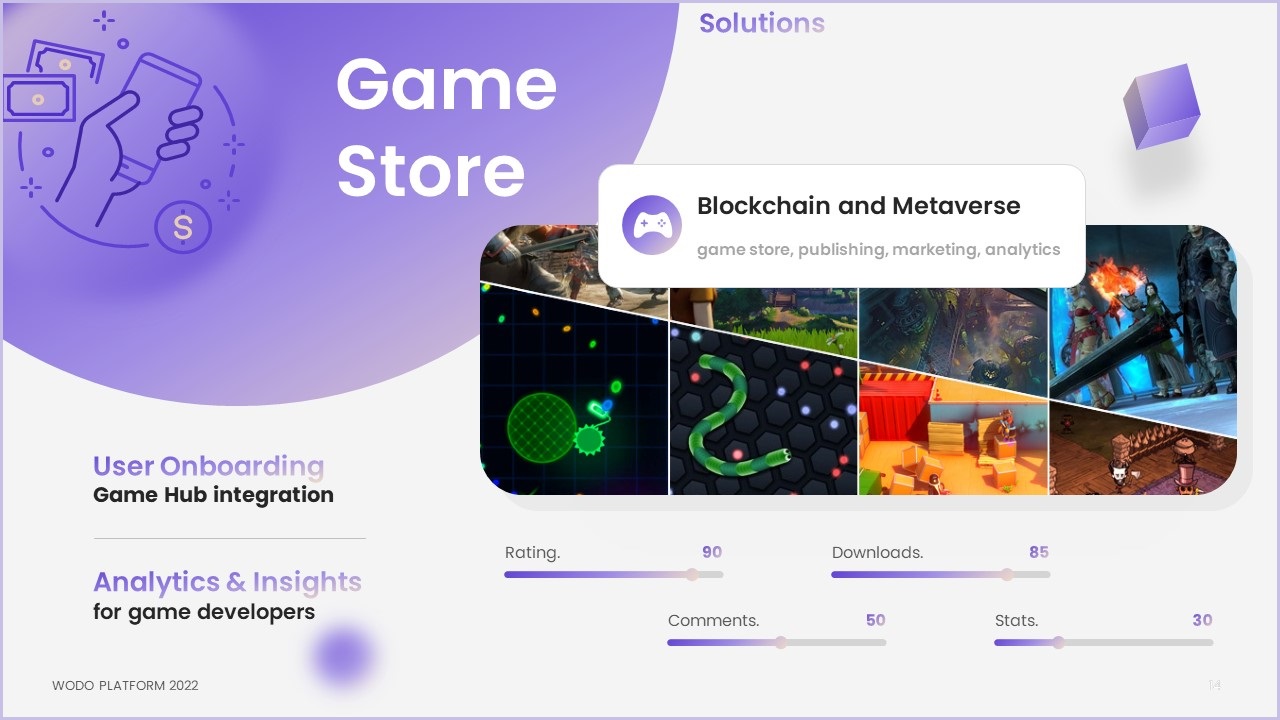 Solutions
Game
Store
Blockchain and Metaverse
game store, publishing, marketing, analytics
User Onboarding
Game Hub integration
Analytics & Insights
for game developers
Rating. 90
Downloads. 85
Comments. 50
Stats. 30
WODO PLATFORM 2022
14